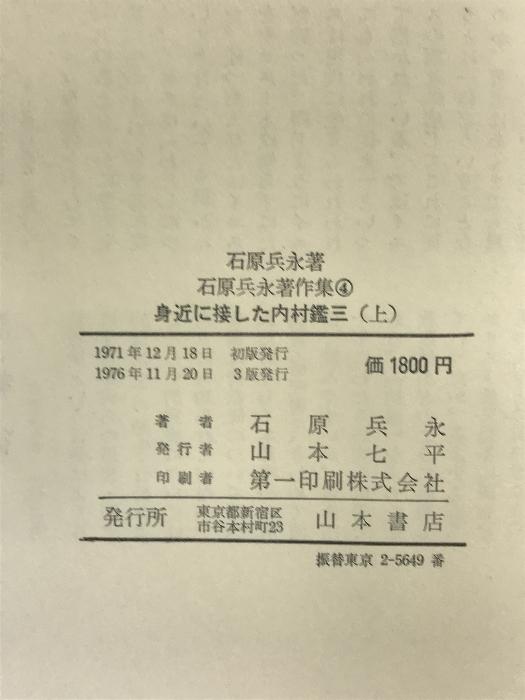 石原兵永著
石原兵永著作集④
身近に接した内村鑑三（上）
1971年12月18日 初版発行
1976年11月20日 3版発行
価1800円
著者 石原兵永
発行者 山本七平
印刷者 第一印刷株式会社
発行所 東京都新宿区市谷本村町23 山本書店
振替東京 2-5649 番